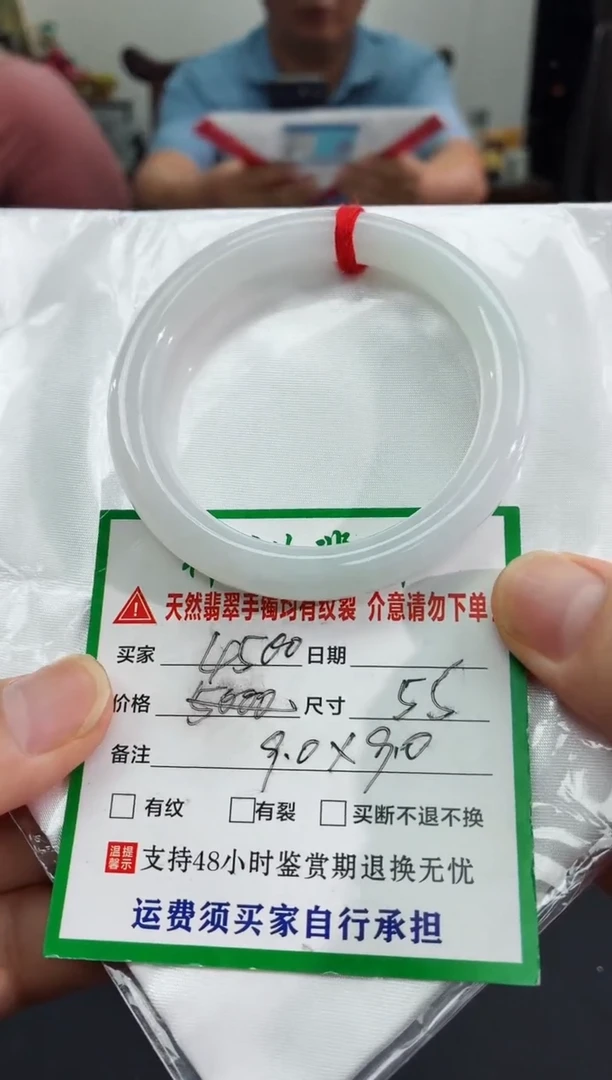 天然翡翠手镯均有纹裂 介意请勿下单
买家 4500 日期
价格 5000、 尺寸 55
备注 9.0×9.0
有纹 有裂 买断不退不换
温馨提示 支持48小时鉴赏期退换无忧
运费须买家自行承担